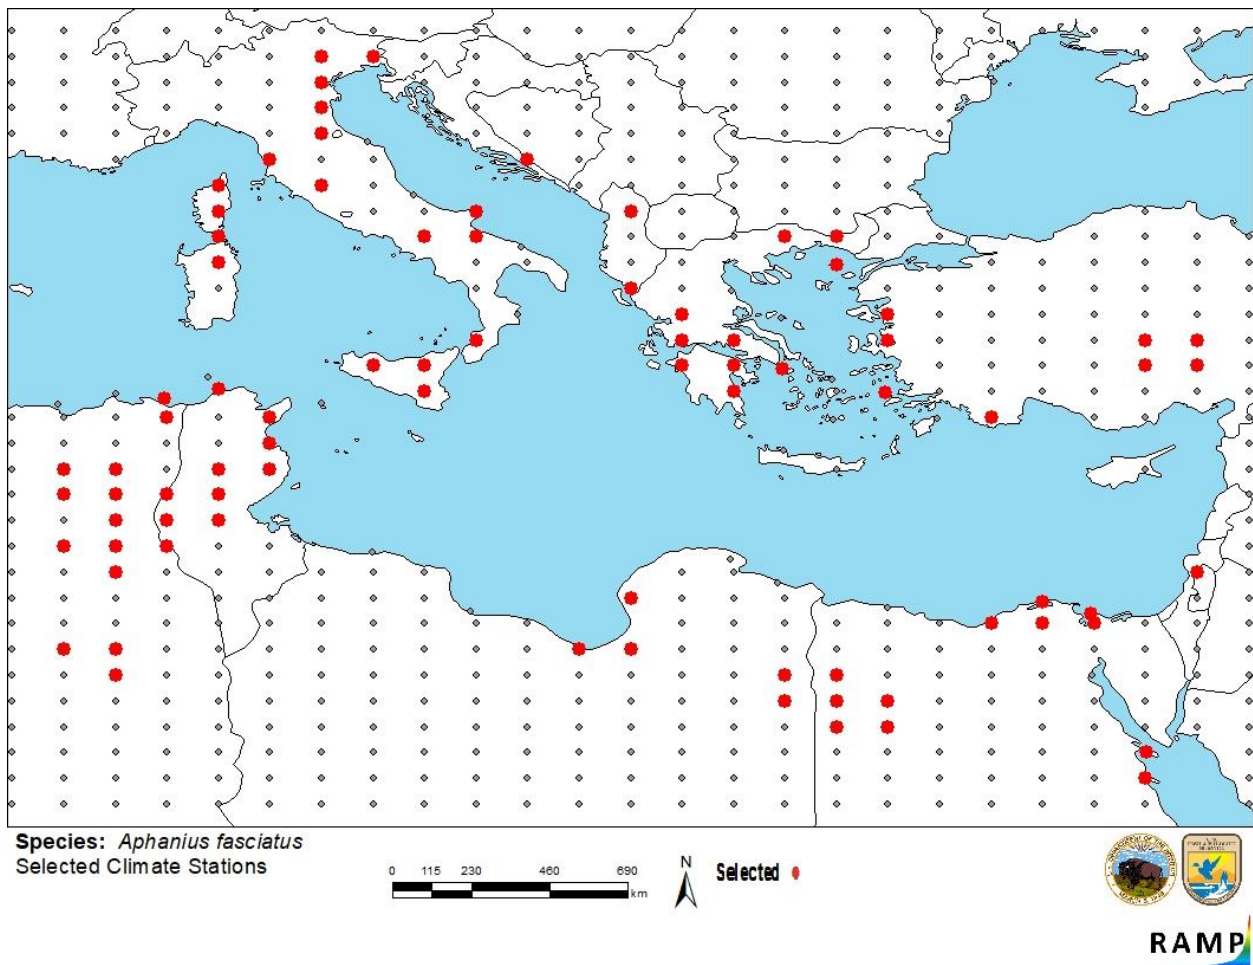 Species: Aphanius fasciatus
Selected Climate Stations
0 115 230 460 690
km
N
Selected
RAMP